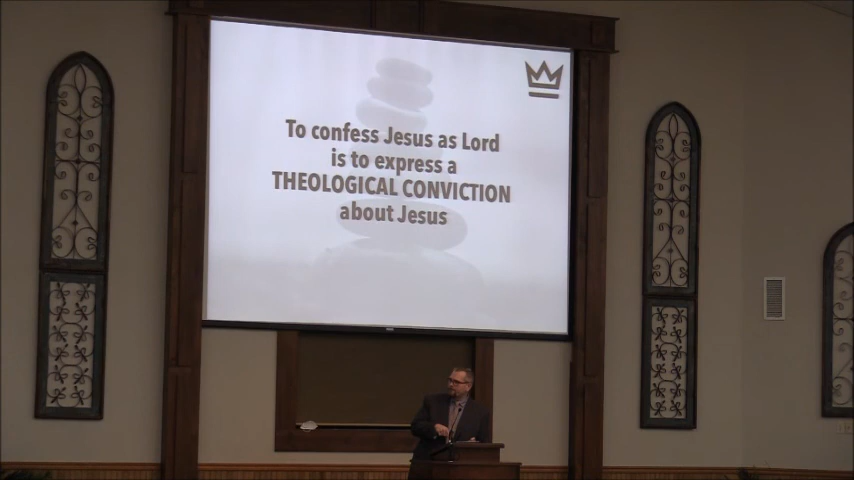 To confess Jesus as Lord
is to express a
THEOLOGICAL CONVICTION
about Jesus